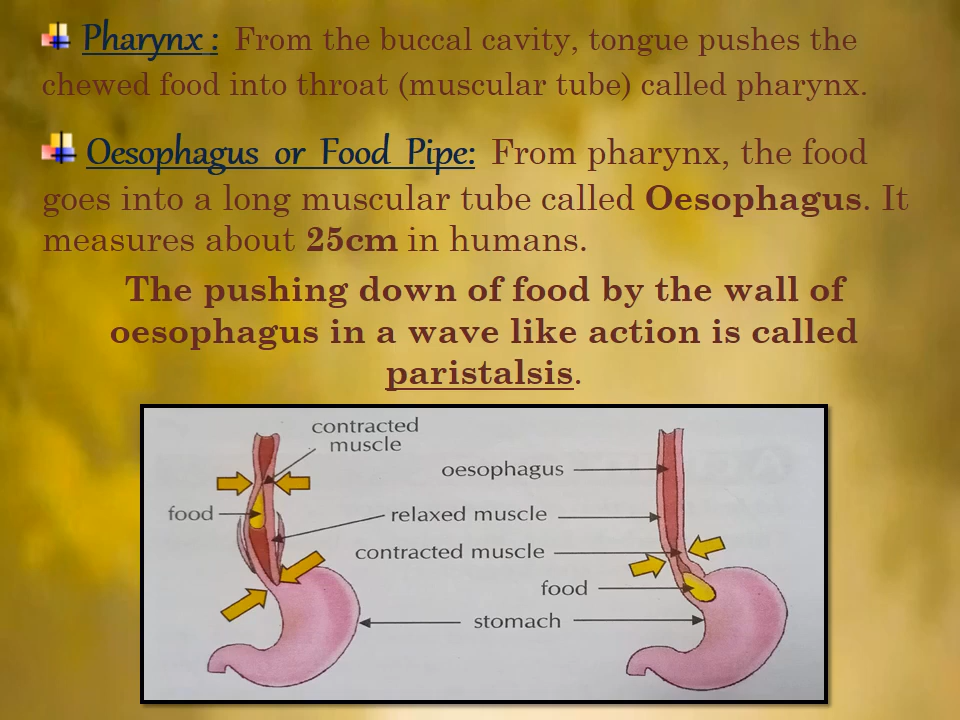 Pharynx : From the buccal cavity, tongue pushes the
chewed food into throat (muscular tube) called pharynx.
Oesophagus or Food Pipe: From pharynx, the food
goes into a long muscular tube called Oesophagus. It
measures about 25cm in humans.
The pushing down of food by the wall of
oesophagus in a wave like action is called
paristalsis.
contracted
muscle
oesophagus
food
relaxed muscle
contracted muscle
food
stomach